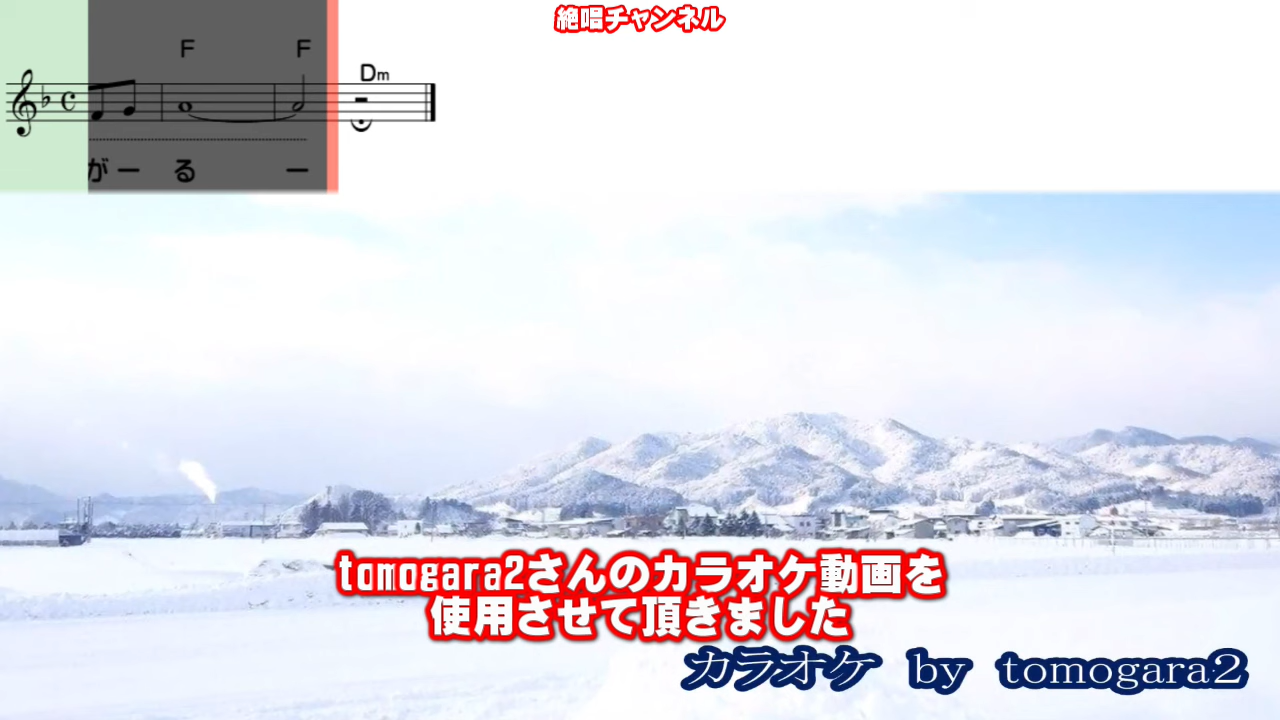 絶唱チャンネル
F F
Dm
がー る ー
tomogara2さんのカラオケ動画を
使用させて頂きました
カラオケ by tomogara2